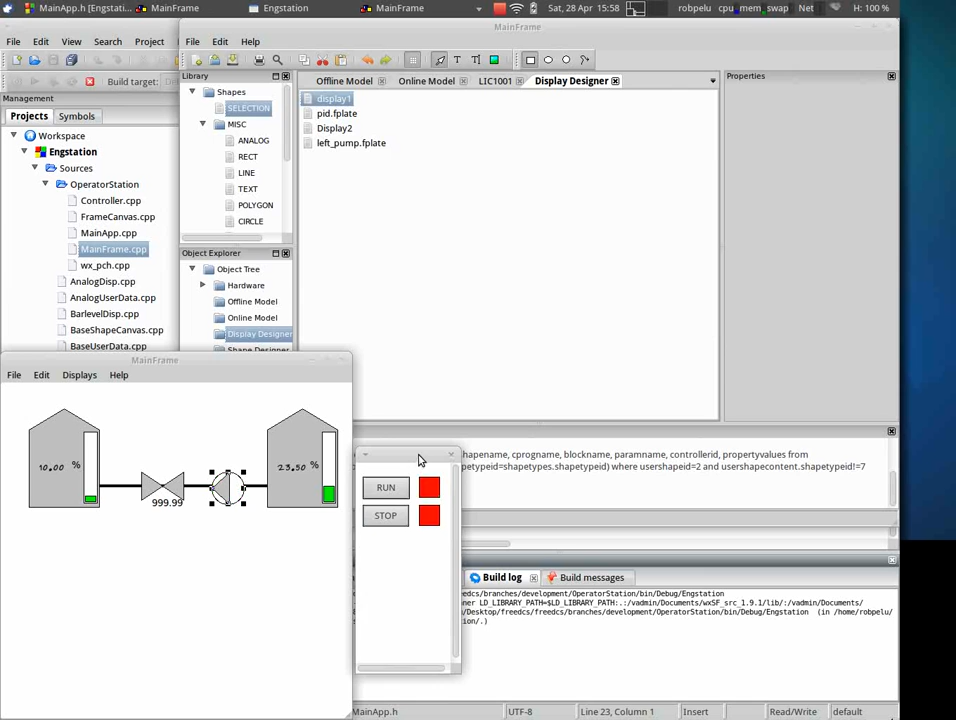 MainApp.h [Engstati...
MainFrame
Engstation
MainFrame
Sat, 28 Apr 15:58
robpelu
cpu mem swap
Net
H: 100 %
MainFrame
File Edit View Search Project
File Edit Help
Build target:
Management
Projects Symbols
Workspace
Engstation
Sources
OperatorStation
Controller.cpp
FrameCanvas.cpp
MainApp.cpp
MainFrame.cpp
wx_pch.cpp
AnalogDisp.cpp
AnalogUserData.cpp
BarlevelDisp.cpp
BaseShapeCanvas.cpp
BaseUserData.cpp
Library
Shapes
SELECTION
MISC
ANALOG
RECT
LINE
TEXT
POLYGON
CIRCLE
Object Explorer
Object Tree
Hardware
Offline Model
Online Model
Display Designer
Shape Designer
Offline Model Online Model LIC1001 Display Designer
display1
pid.fplate
Display2
left_pump.fplate
Properties
MainFrame
File Edit Displays Help
10.00 %
999.99
23.50 %
RUN
STOP
shapename, cprogname, blockname, paramname, controllerid, propertyvalues from
shapetypeid=shapetypes.shapetypeid) where usershapeid=2 and usershapecontent.shapetypeid!=7
Build log Build messages
eedcs/branches/development/OperatorStation/bin/Debug/Engstation
ner LD_LIBRARY_PATH=$LD_LIBRARY_PATH:.:/vadmin/Documents/wxSF_src_1.9.1/lib/:/vadmin/Documents/
/Desktop/freedcs/branches/development/OperatorStation/bin/Debug/Engstation (in /home/robpelu/
ation/.)
MainApp.h
UTF-8
Line 23, Column 1
Insert
Read/Write
default